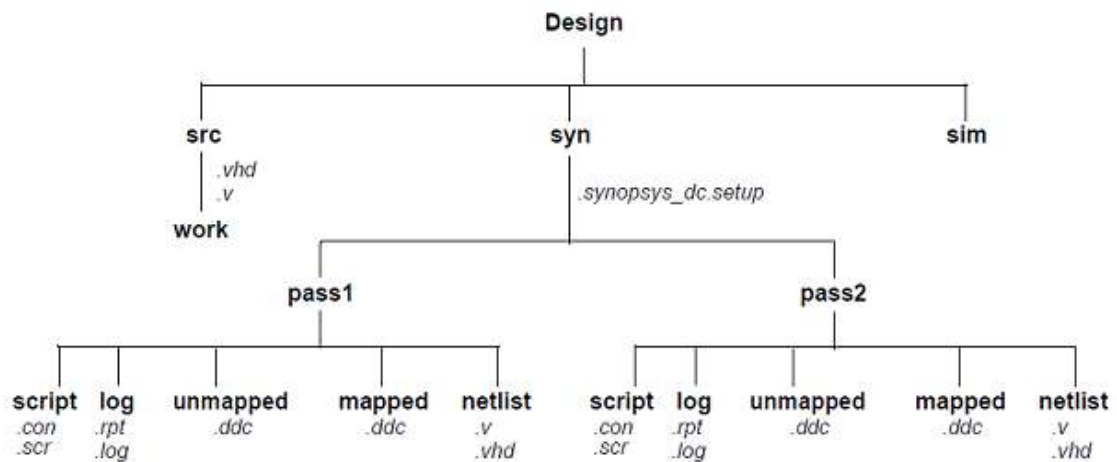 Design
src syn sim
.vhd
.v
.synopsys_dc.setup
work
pass1 pass2
script log unmapped mapped netlist script log unmapped mapped netlist
.con .rpt .ddc .ddc .v .con .rpt .ddc .ddc .v
.scr .log .vhd .scr .log .vhd